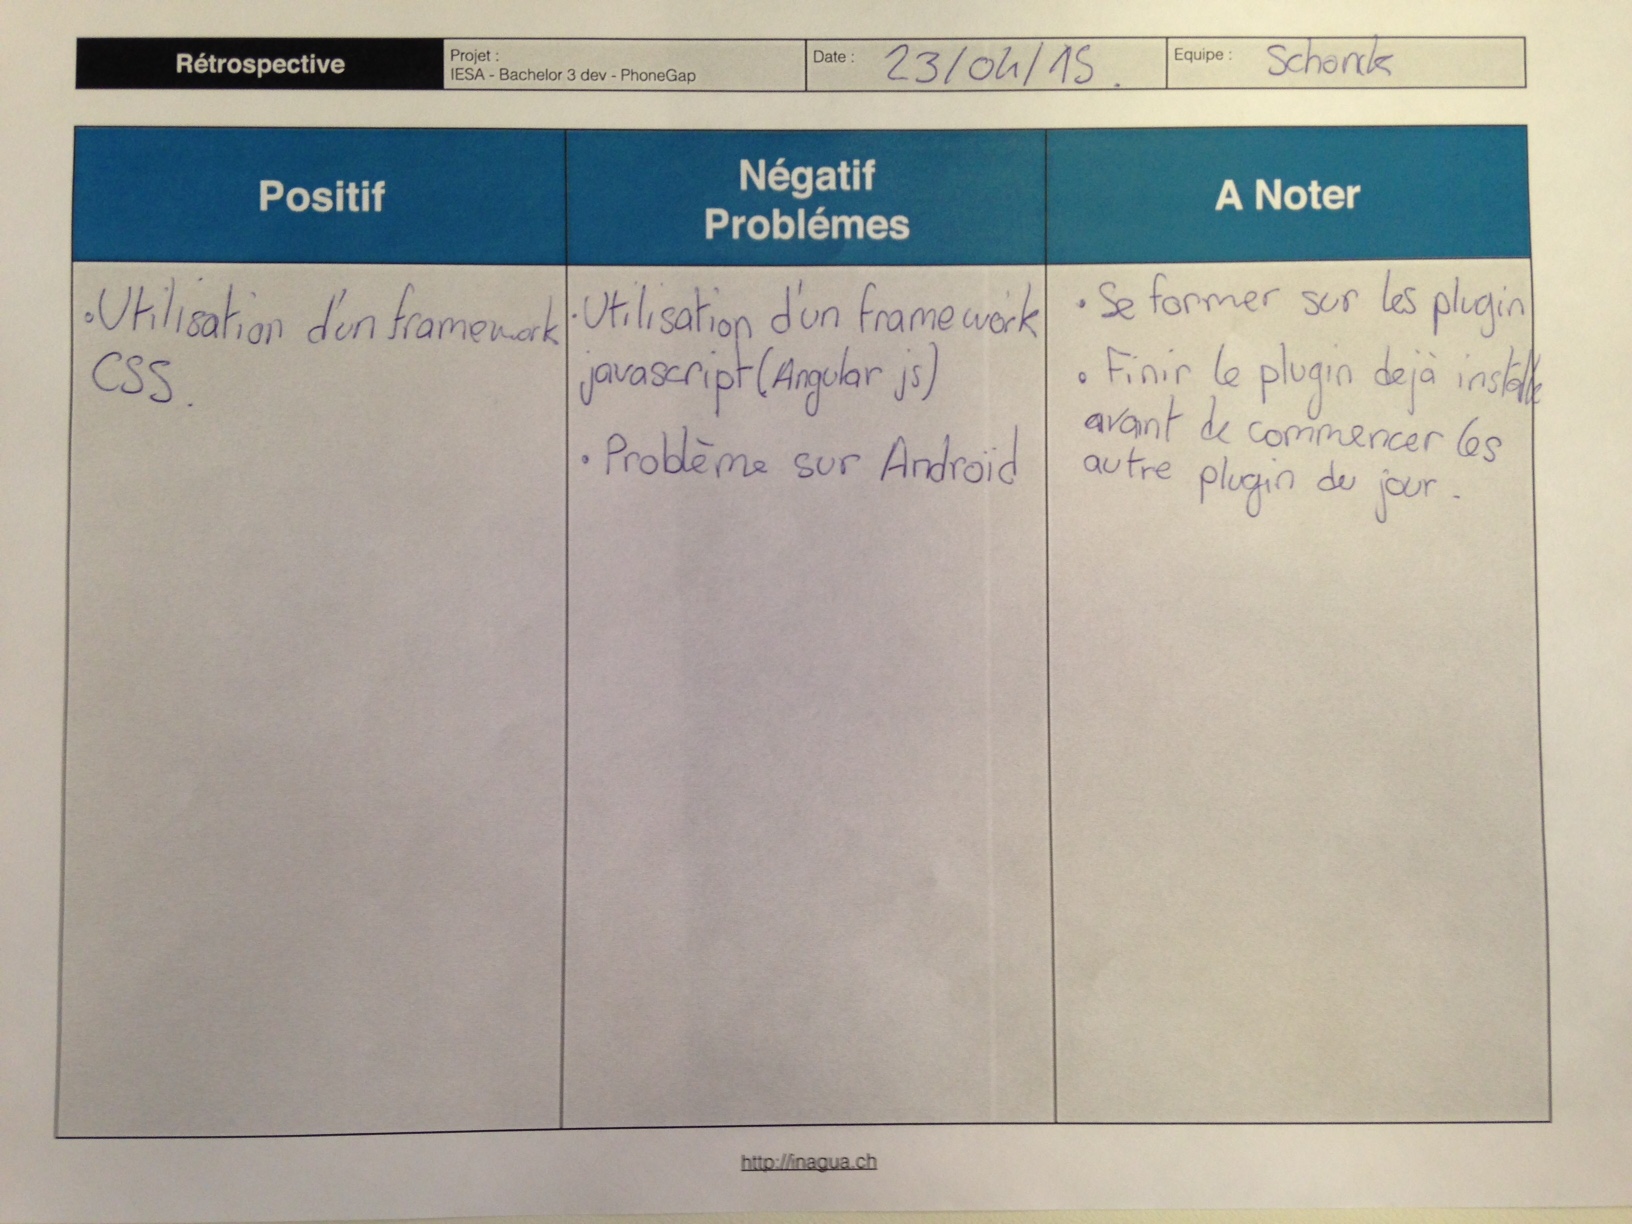 Rétrospective
Projet :
IESA - Bachelor 3 dev - PhoneGap
Date : 23/04/15.
Equipe : Schonk
Positif
Négatif
Problémes
A Noter
• Utilisation d'un framework
CSS.
• Utilisation d'un framework
javascript (Angular js)
• Problème sur Android
• Se former sur les plugin
• Finir le plugin dejà installé
avant de commencer les
autre plugin du jour.
http://inaqua.ch